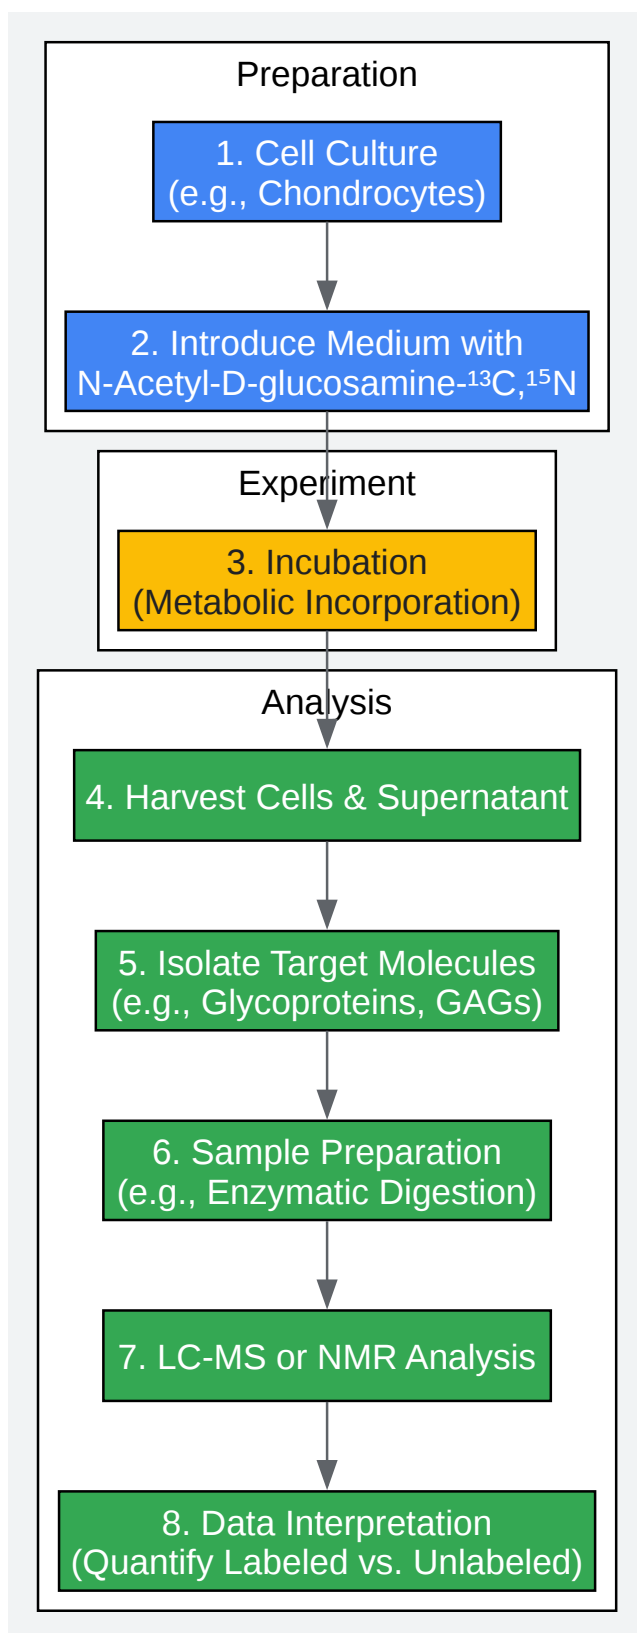 Preparation
1. Cell Culture
(e.g., Chondrocytes)
2. Introduce Medium with
N-Acetyl-D-glucosamine-¹³C,¹⁵N
Experiment
3. Incubation
(Metabolic Incorporation)
Analysis
4. Harvest Cells & Supernatant
5. Isolate Target Molecules
(e.g., Glycoproteins, GAGs)
6. Sample Preparation
(e.g., Enzymatic Digestion)
7. LC-MS or NMR Analysis
8. Data Interpretation
(Quantify Labeled vs. Unlabeled)